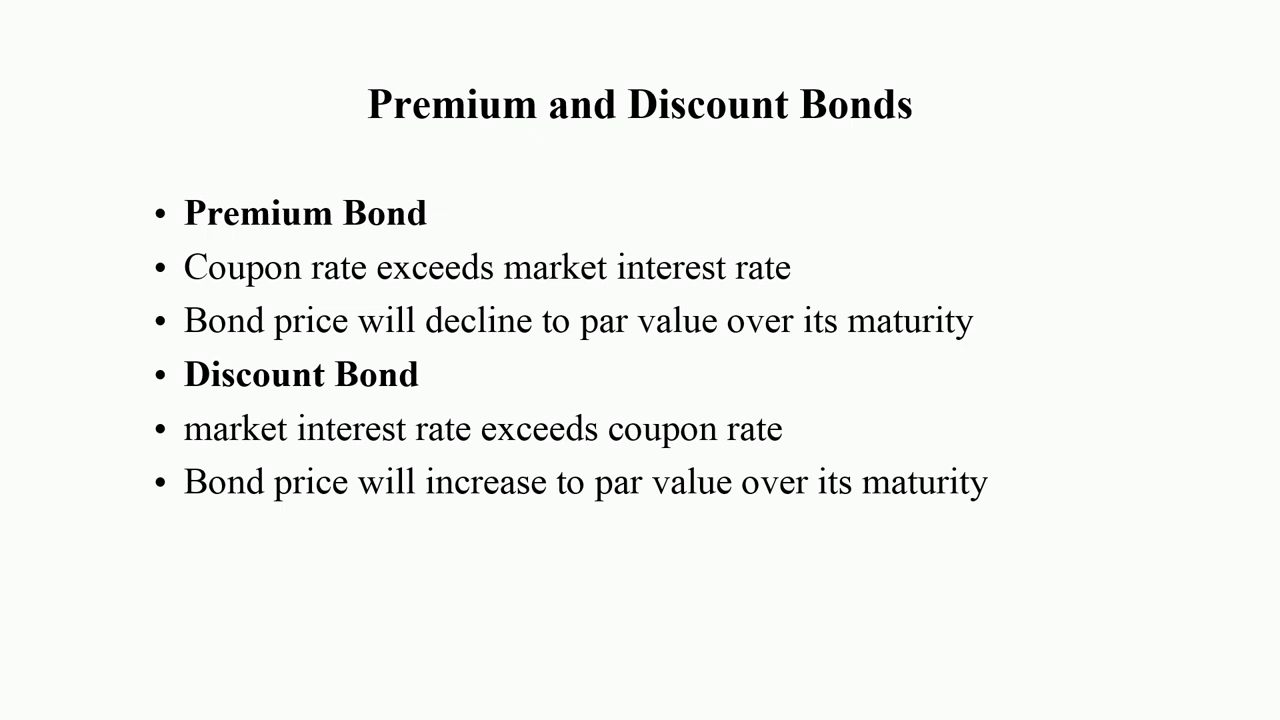 Premium and Discount Bonds
• Premium Bond
• Coupon rate exceeds market interest rate
• Bond price will decline to par value over its maturity
• Discount Bond
• market interest rate exceeds coupon rate
• Bond price will increase to par value over its maturity